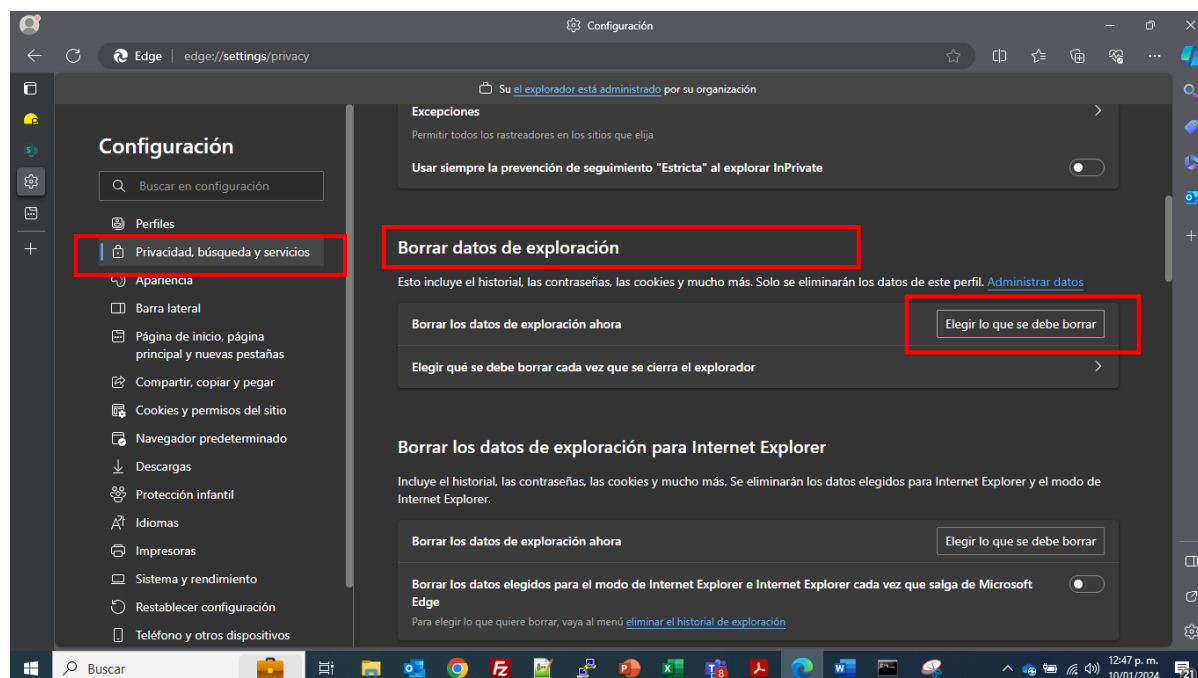 Configuración
Edge | edge://settings/privacy
Su el explorador está administrado por su organización
Configuración
Buscar en configuración
Perfiles
Privacidad, búsqueda y servicios
Apariencia
Barra lateral
Página de inicio, página
principal y nuevas pestañas
Compartir, copiar y pegar
Cookies y permisos del sitio
Navegador predeterminado
Descargas
Protección infantil
Idiomas
Impresoras
Sistema y rendimiento
Restablecer configuración
Teléfono y otros dispositivos
Excepciones
Permitir todos los rastreadores en los sitios que elija
Usar siempre la prevención de seguimiento "Estricta" al explorar InPrivate
Borrar datos de exploración
Esto incluye el historial, las contraseñas, las cookies y mucho más. Solo se eliminarán los datos de este perfil. Administrar datos
Borrar los datos de exploración ahora
Elegir lo que se debe borrar
Elegir qué se debe borrar cada vez que se cierra el explorador
Borrar los datos de exploración para Internet Explorer
Incluye el historial, las contraseñas, las cookies y mucho más. Se eliminarán los datos elegidos para Internet Explorer y el modo de
Internet Explorer.
Borrar los datos de exploración ahora
Elegir lo que se debe borrar
Borrar los datos elegidos para el modo de Internet Explorer e Internet Explorer cada vez que salga de Microsoft
Edge
Para elegir lo que quiere borrar, vaya al menú eliminar el historial de exploración
Buscar
12:47 p. m.
10/01/2024